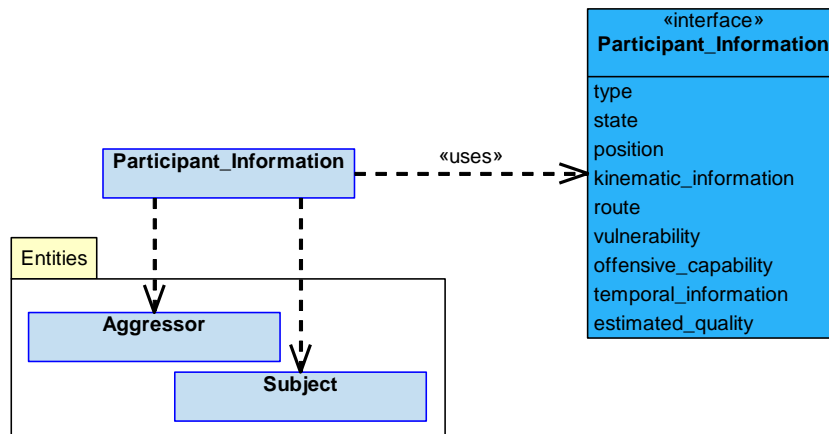 «interface»
Participant_Information
type
state
position
kinematic_information
route
vulnerability
offensive_capability
temporal_information
estimated_quality
Participant_Information
«uses»
Entities
Aggressor
Subject